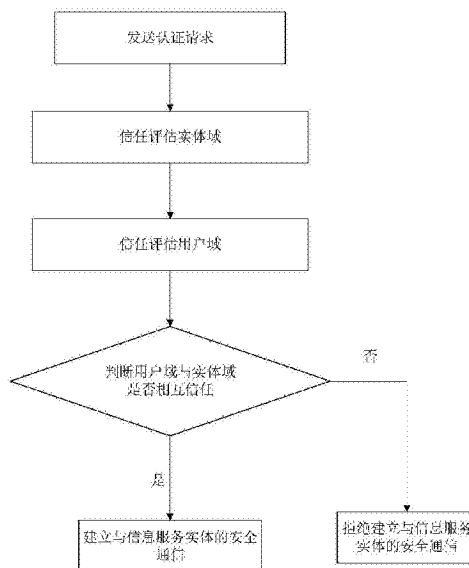 发送认证请求
信任评估实体域
信任评估用户域
判断用户域与实体域
是否相互信任
否
是
建立与信息服务实体的安全
通信
拒绝建立与信息服务
实体的安全通信